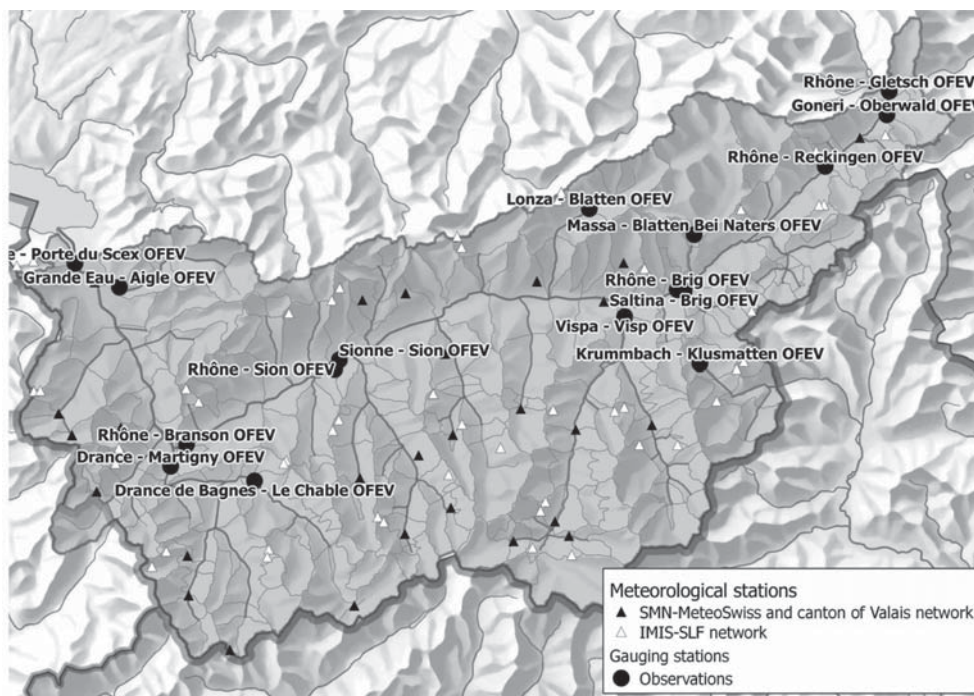 Rhône - Gletsch OFEV
Goneri - Oberwald OFEV
Rhône - Reckingen OFEV
Lonza - Blatten OFEV
Massa - Blatten Bei Naters OFEV
e - Porte du Scex OFEV
Grande Eau - Aigle OFEV
Rhône - Brig OFEV
Saltina - Brig OFEV
Vispa - Visp OFEV
Sionne - Sion OFEV
Krummbach - Klusmatten OFEV
Rhône - Sion OFEV
Rhône - Branson OFEV
Drance - Martigny OFEV
Drance de Bagnes - Le Chable OFEV
Meteorological stations
SMN-MeteoSwiss and canton of Valais network
IMIS-SLF network
Gauging stations
Observations